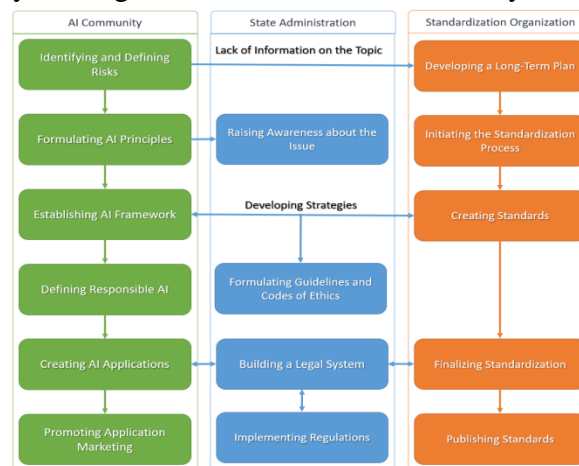 AI Community
State Administration
Standardization Organization
Identifying and Defining
Risks
Lack of Information on the Topic
Developing a Long-Term Plan
Formulating AI Principles
Raising Awareness about the
Issue
Initiating the Standardization
Process
Establishing AI Framework
Developing Strategies
Creating Standards
Defining Responsible AI
Formulating Guidelines and
Codes of Ethics
Creating AI Applications
Building a Legal System
Finalizing Standardization
Promoting Application
Marketing
Implementing Regulations
Publishing Standards